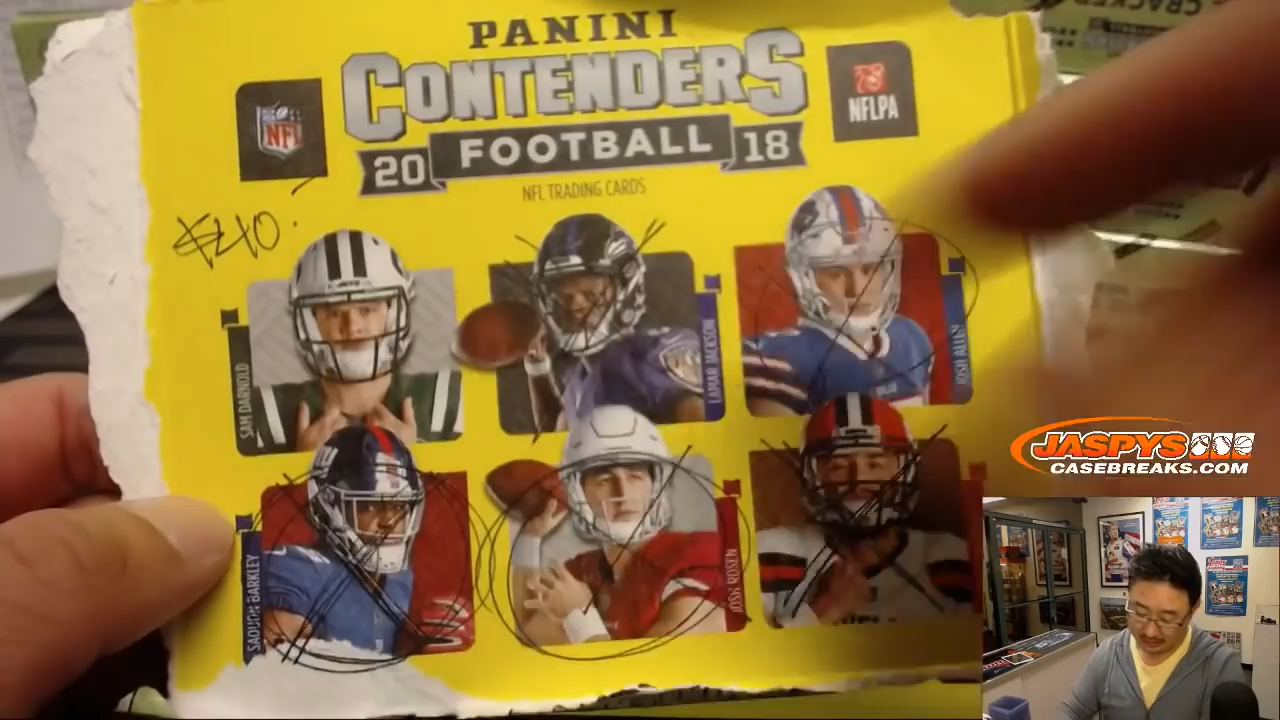 CRACKED
PANINI
CONTENDERS
NFL
NFLPA
20 FOOTBALL 18
NFL TRADING CARDS
$40
SAM DARNOLD
LAMAR JACKSON
JOSH ALLEN
SAQUON BARKLEY
JOSH ROSEN
JASPYS
CASEBREAKS.COM